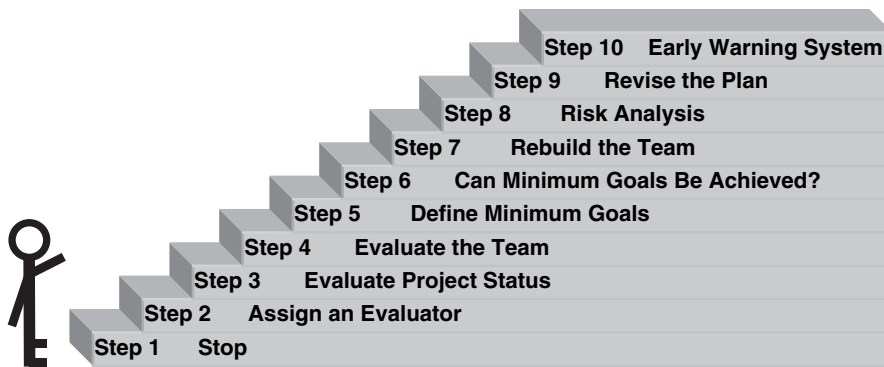 Step 10 Early Warning System
Step 9 Revise the Plan
Step 8 Risk Analysis
Step 7 Rebuild the Team
Step 6 Can Minimum Goals Be Achieved?
Step 5 Define Minimum Goals
Step 4 Evaluate the Team
Step 3 Evaluate Project Status
Step 2 Assign an Evaluator
Step 1 Stop